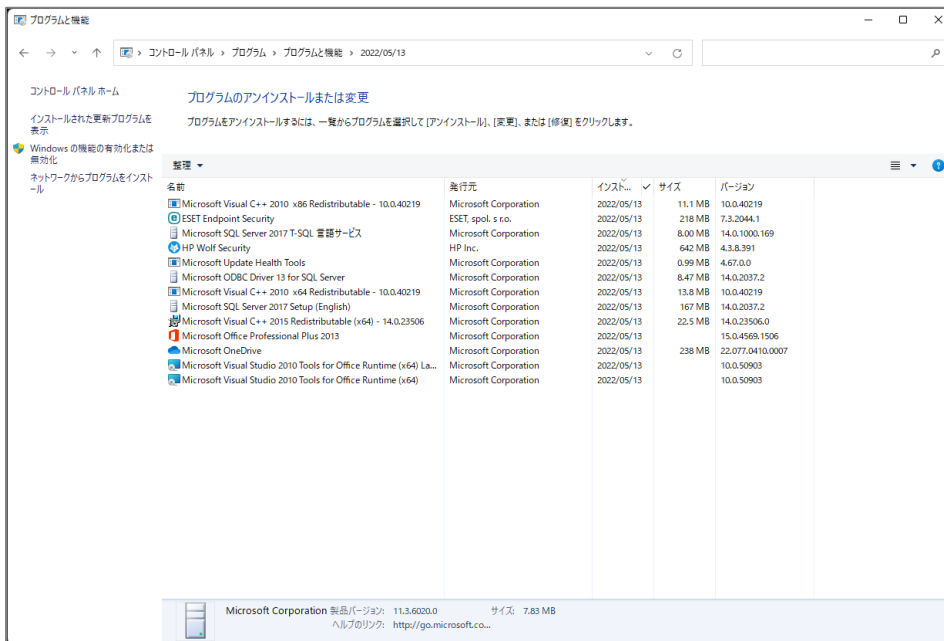 プログラムと機能
コントロール パネル › プログラム › プログラムと機能 › 2022/05/13
コントロール パネル ホーム
インストールされた更新プログラムを
表示
Windows の機能の有効化または
無効化
ネットワークからプログラムをインスト
ール
プログラムのアンインストールまたは変更
プログラムをアンインストールするには、一覧からプログラムを選択して [アンインストール]、[変更]、または [修復] をクリックします。
整理
名前 発行元 インスト... サイズ バージョン
Microsoft Visual C++ 2010 x86 Redistributable - 10.0.40219 Microsoft Corporation 2022/05/13 11.1 MB 10.0.40219
ESET Endpoint Security ESET, spol. s r.o. 2022/05/13 218 MB 7.3.2044.1
Microsoft SQL Server 2017 T-SQL 言語サービス Microsoft Corporation 2022/05/13 8.00 MB 14.0.1000.169
HP Wolf Security HP Inc. 2022/05/13 642 MB 4.3.8.391
Microsoft Update Health Tools Microsoft Corporation 2022/05/13 0.99 MB 4.67.0.0
Microsoft ODBC Driver 13 for SQL Server Microsoft Corporation 2022/05/13 8.47 MB 14.0.2037.2
Microsoft Visual C++ 2010 x64 Redistributable - 10.0.40219 Microsoft Corporation 2022/05/13 13.8 MB 10.0.40219
Microsoft SQL Server 2017 Setup (English) Microsoft Corporation 2022/05/13 167 MB 14.0.2037.2
Microsoft Visual C++ 2015 Redistributable (x64) - 14.0.23506 Microsoft Corporation 2022/05/13 22.5 MB 14.0.23506.0
Microsoft Office Professional Plus 2013 Microsoft Corporation 2022/05/13 15.0.4569.1506
Microsoft OneDrive Microsoft Corporation 2022/05/13 238 MB 22.077.0410.0007
Microsoft Visual Studio 2010 Tools for Office Runtime (x64) La... Microsoft Corporation 2022/05/13 10.0.50903
Microsoft Visual Studio 2010 Tools for Office Runtime (x64) Microsoft Corporation 2022/05/13 10.0.50903
Microsoft Corporation 製品バージョン: 11.3.6020.0 サイズ: 7.83 MB
ヘルプのリンク: http://go.microsoft.co...